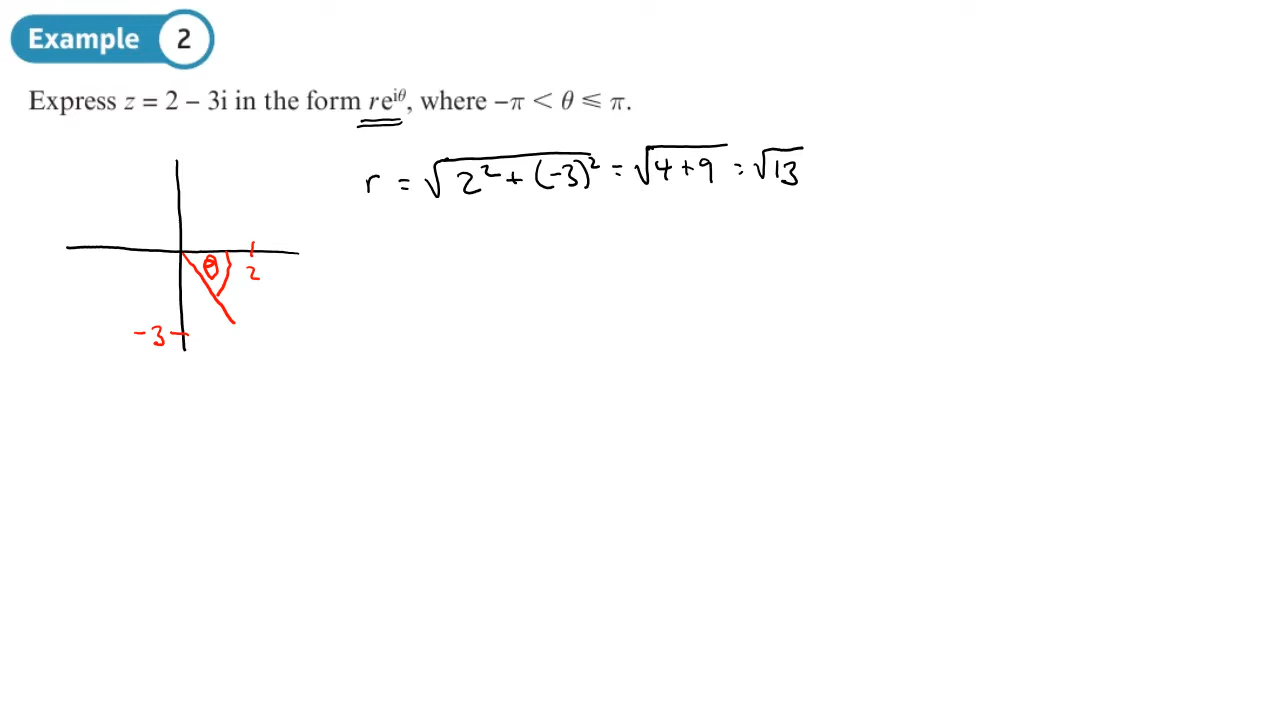 Example 2
Express z = 2 − 3i in the form re^{iθ}, where −π < θ ⩽ π.
r = √(2² + (-3)²) = √(4+9) = √13
θ
2
-3